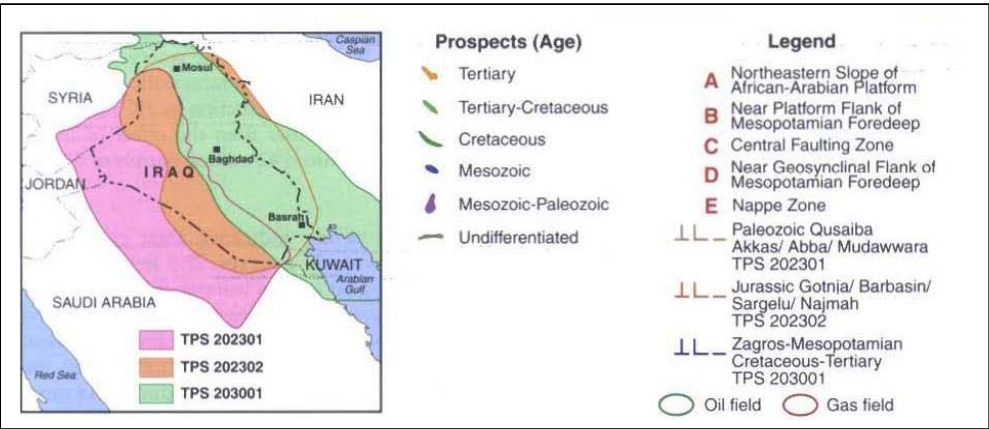 Caspian
Sea
Mosul
SYRIA
IRAN
Baghdad
IRAQ
JORDAN
Basrah
KUWAIT
Arabian
Gulf
SAUDI ARABIA
Red Sea
TPS 202301
TPS 202302
TPS 203001
Prospects (Age)
Tertiary
Tertiary-Cretaceous
Cretaceous
Mesozoic
Mesozoic-Paleozoic
Undifferentiated
Legend
A Northeastern Slope of
African-Arabian Platform
B Near Platform Flank of
Mesopotamian Foredeep
C Central Faulting Zone
D Near Geosynclinal Flank of
Mesopotamian Foredeep
E Nappe Zone
Paleozoic Qusaiba
Akkas/ Abba/ Mudawwara
TPS 202301
Jurassic Gotnia/ Barbasin/
Sargelu/ Najmah
TPS 202302
Zagros-Mesopotamian
Cretaceous-Tertiary
TPS 203001
Oil field
Gas field